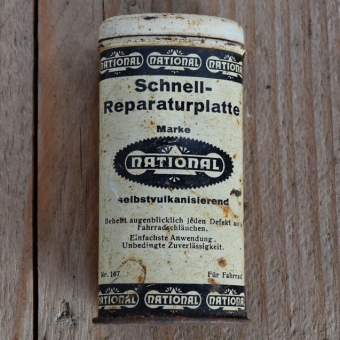 NATIONAL NATIONAL
Schnell-
Reparaturplatte
Marke
NATIONAL
selbstvulkanisierend
Behebt augenblicklich jeden Defekt an
Fahrradschläuchen.
Einfachste Anwendung.
Unbedingte Zuverlässigkeit.
Nr. 167 Für Fahrrad
NATIONAL NATIONAL NATIONAL